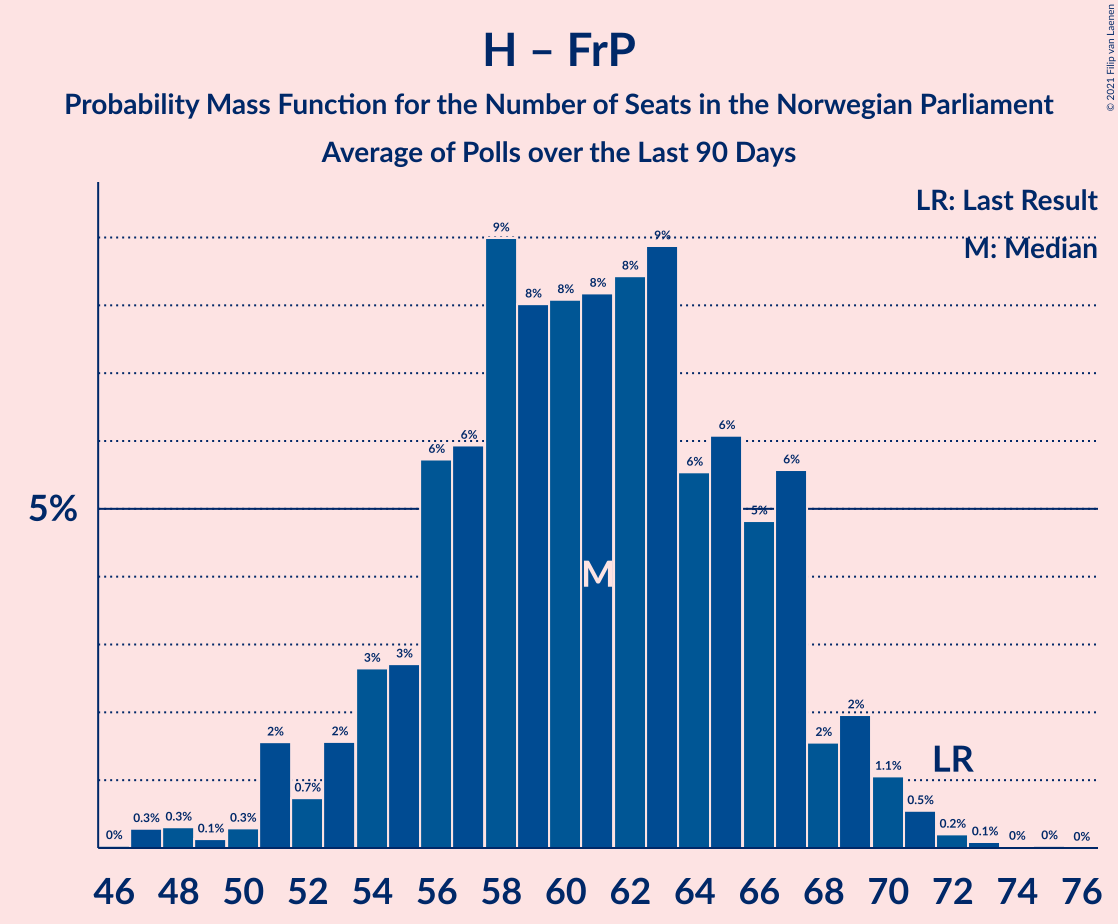 H – FrP
Probability Mass Function for the Number of Seats in the Norwegian Parliament
Average of Polls over the Last 90 Days
© 2021 Filip van Laenen
LR: Last Result
M: Median
5%
0% 0.3% 0.3% 0.1% 0.3% 2% 0.7% 2% 3% 3% 6% 6% 9% 8% 8% 8% 8% 9% 6% 6% 5% 6% 2% 2% 1.1% 0.5% 0.2% 0.1% 0% 0% 0%
M
LR
46 48 50 52 54 56 58 60 62 64 66 68 70 72 74 76